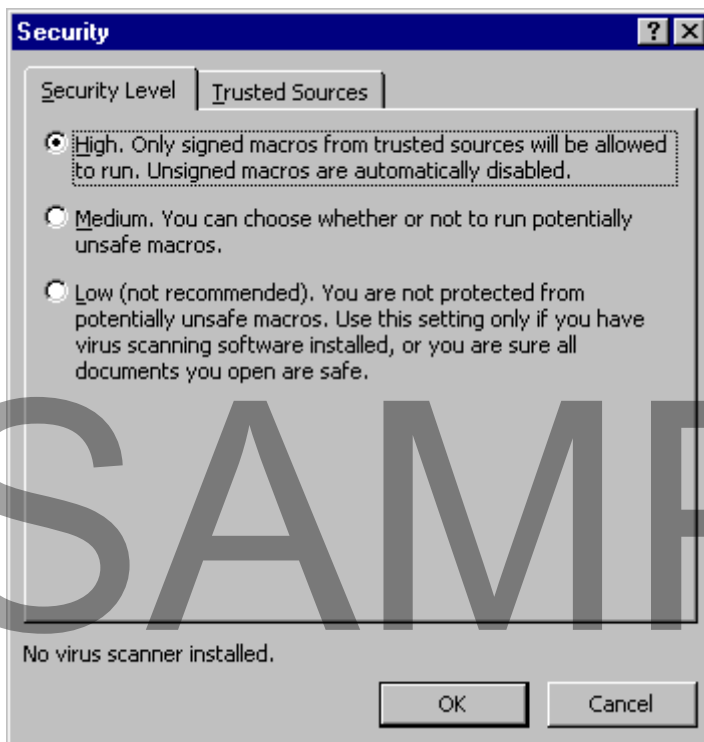 Security
Security Level
Trusted Sources
High. Only signed macros from trusted sources will be allowed
to run. Unsigned macros are automatically disabled.
Medium. You can choose whether or not to run potentially
unsafe macros.
Low (not recommended). You are not protected from
potentially unsafe macros. Use this setting only if you have
virus scanning software installed, or you are sure all
documents you open are safe.
SAMP
No virus scanner installed.
OK
Cancel